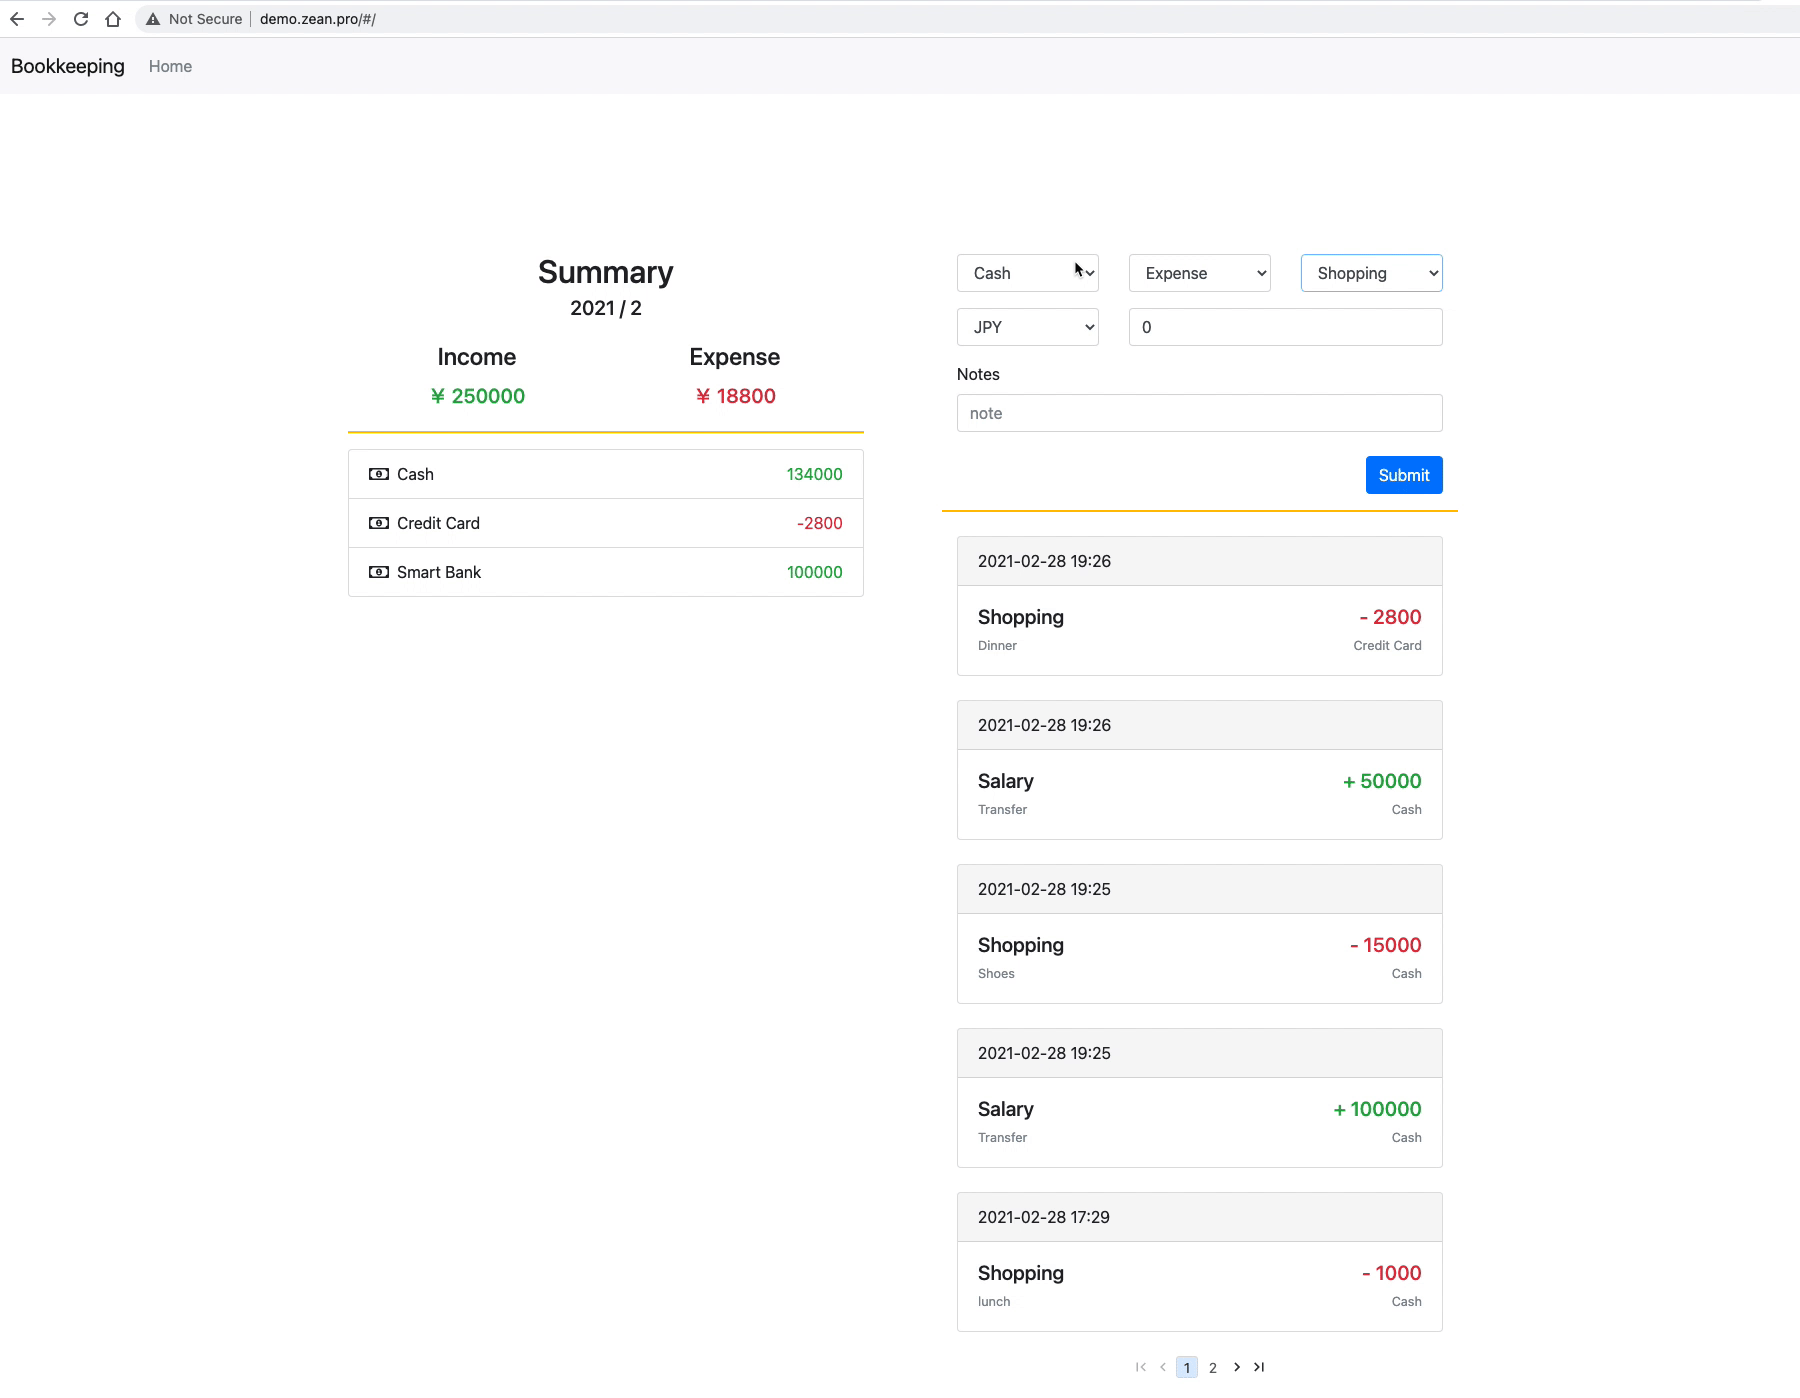 Not Secure | demo.zean.pro/#/
Bookkeeping Home
Summary
2021 / 2
Income Expense
¥ 250000 ¥ 18800
Cash 134000
Credit Card -2800
Smart Bank 100000
Cash Expense Shopping
JPY 0
Notes
note
Submit
2021-02-28 19:26
Shopping - 2800
Dinner Credit Card
2021-02-28 19:26
Salary + 50000
Transfer Cash
2021-02-28 19:25
Shopping - 15000
Shoes Cash
2021-02-28 19:25
Salary + 100000
Transfer Cash
2021-02-28 17:29
Shopping - 1000
lunch Cash
1 2